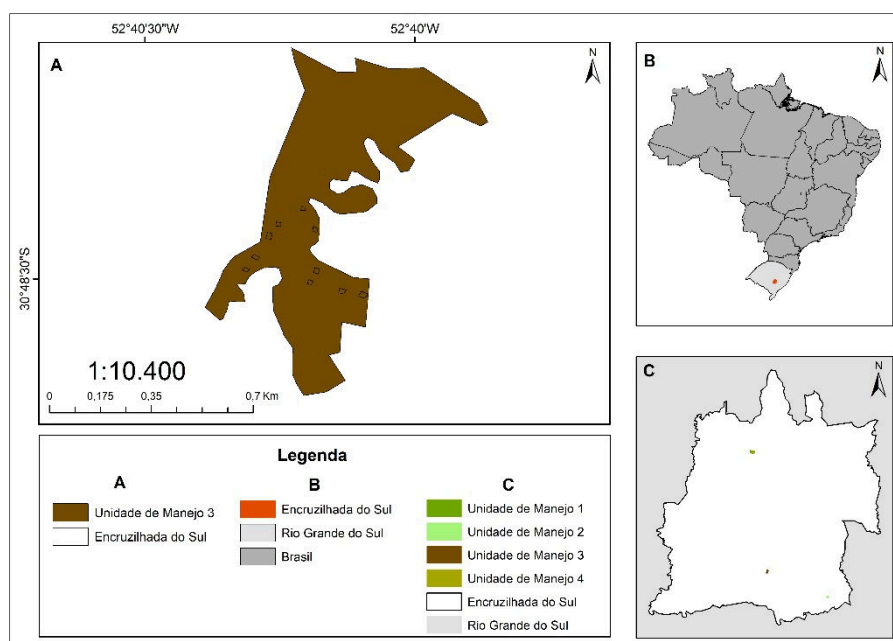 52°40'30"W
52°40'W
A
N
30°48'30"S
1:10.400
0
0,175
0,35
0,7 Km
B
N
C
N
Legenda
A
Unidade de Manejo 3
Encruzilhada do Sul
B
Encruzilhada do Sul
Rio Grande do Sul
Brasil
C
Unidade de Manejo 1
Unidade de Manejo 2
Unidade de Manejo 3
Unidade de Manejo 4
Encruzilhada do Sul
Rio Grande do Sul